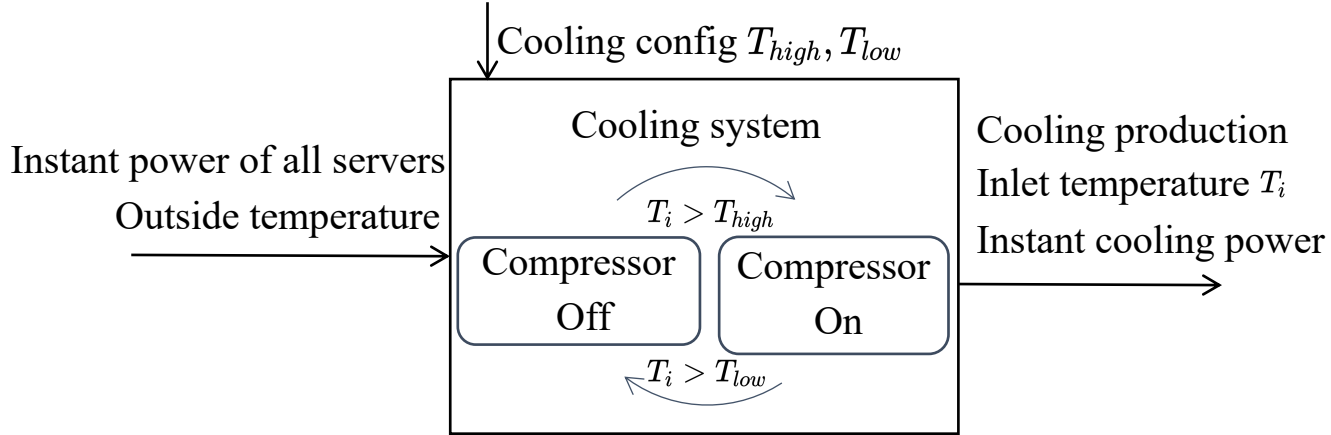 Cooling config T_high, T_low
Cooling system
Instant power of all servers
Outside temperature
T_i > T_high
Compressor
Off
Compressor
On
T_i > T_low
Cooling production
Inlet temperature T_i
Instant cooling power